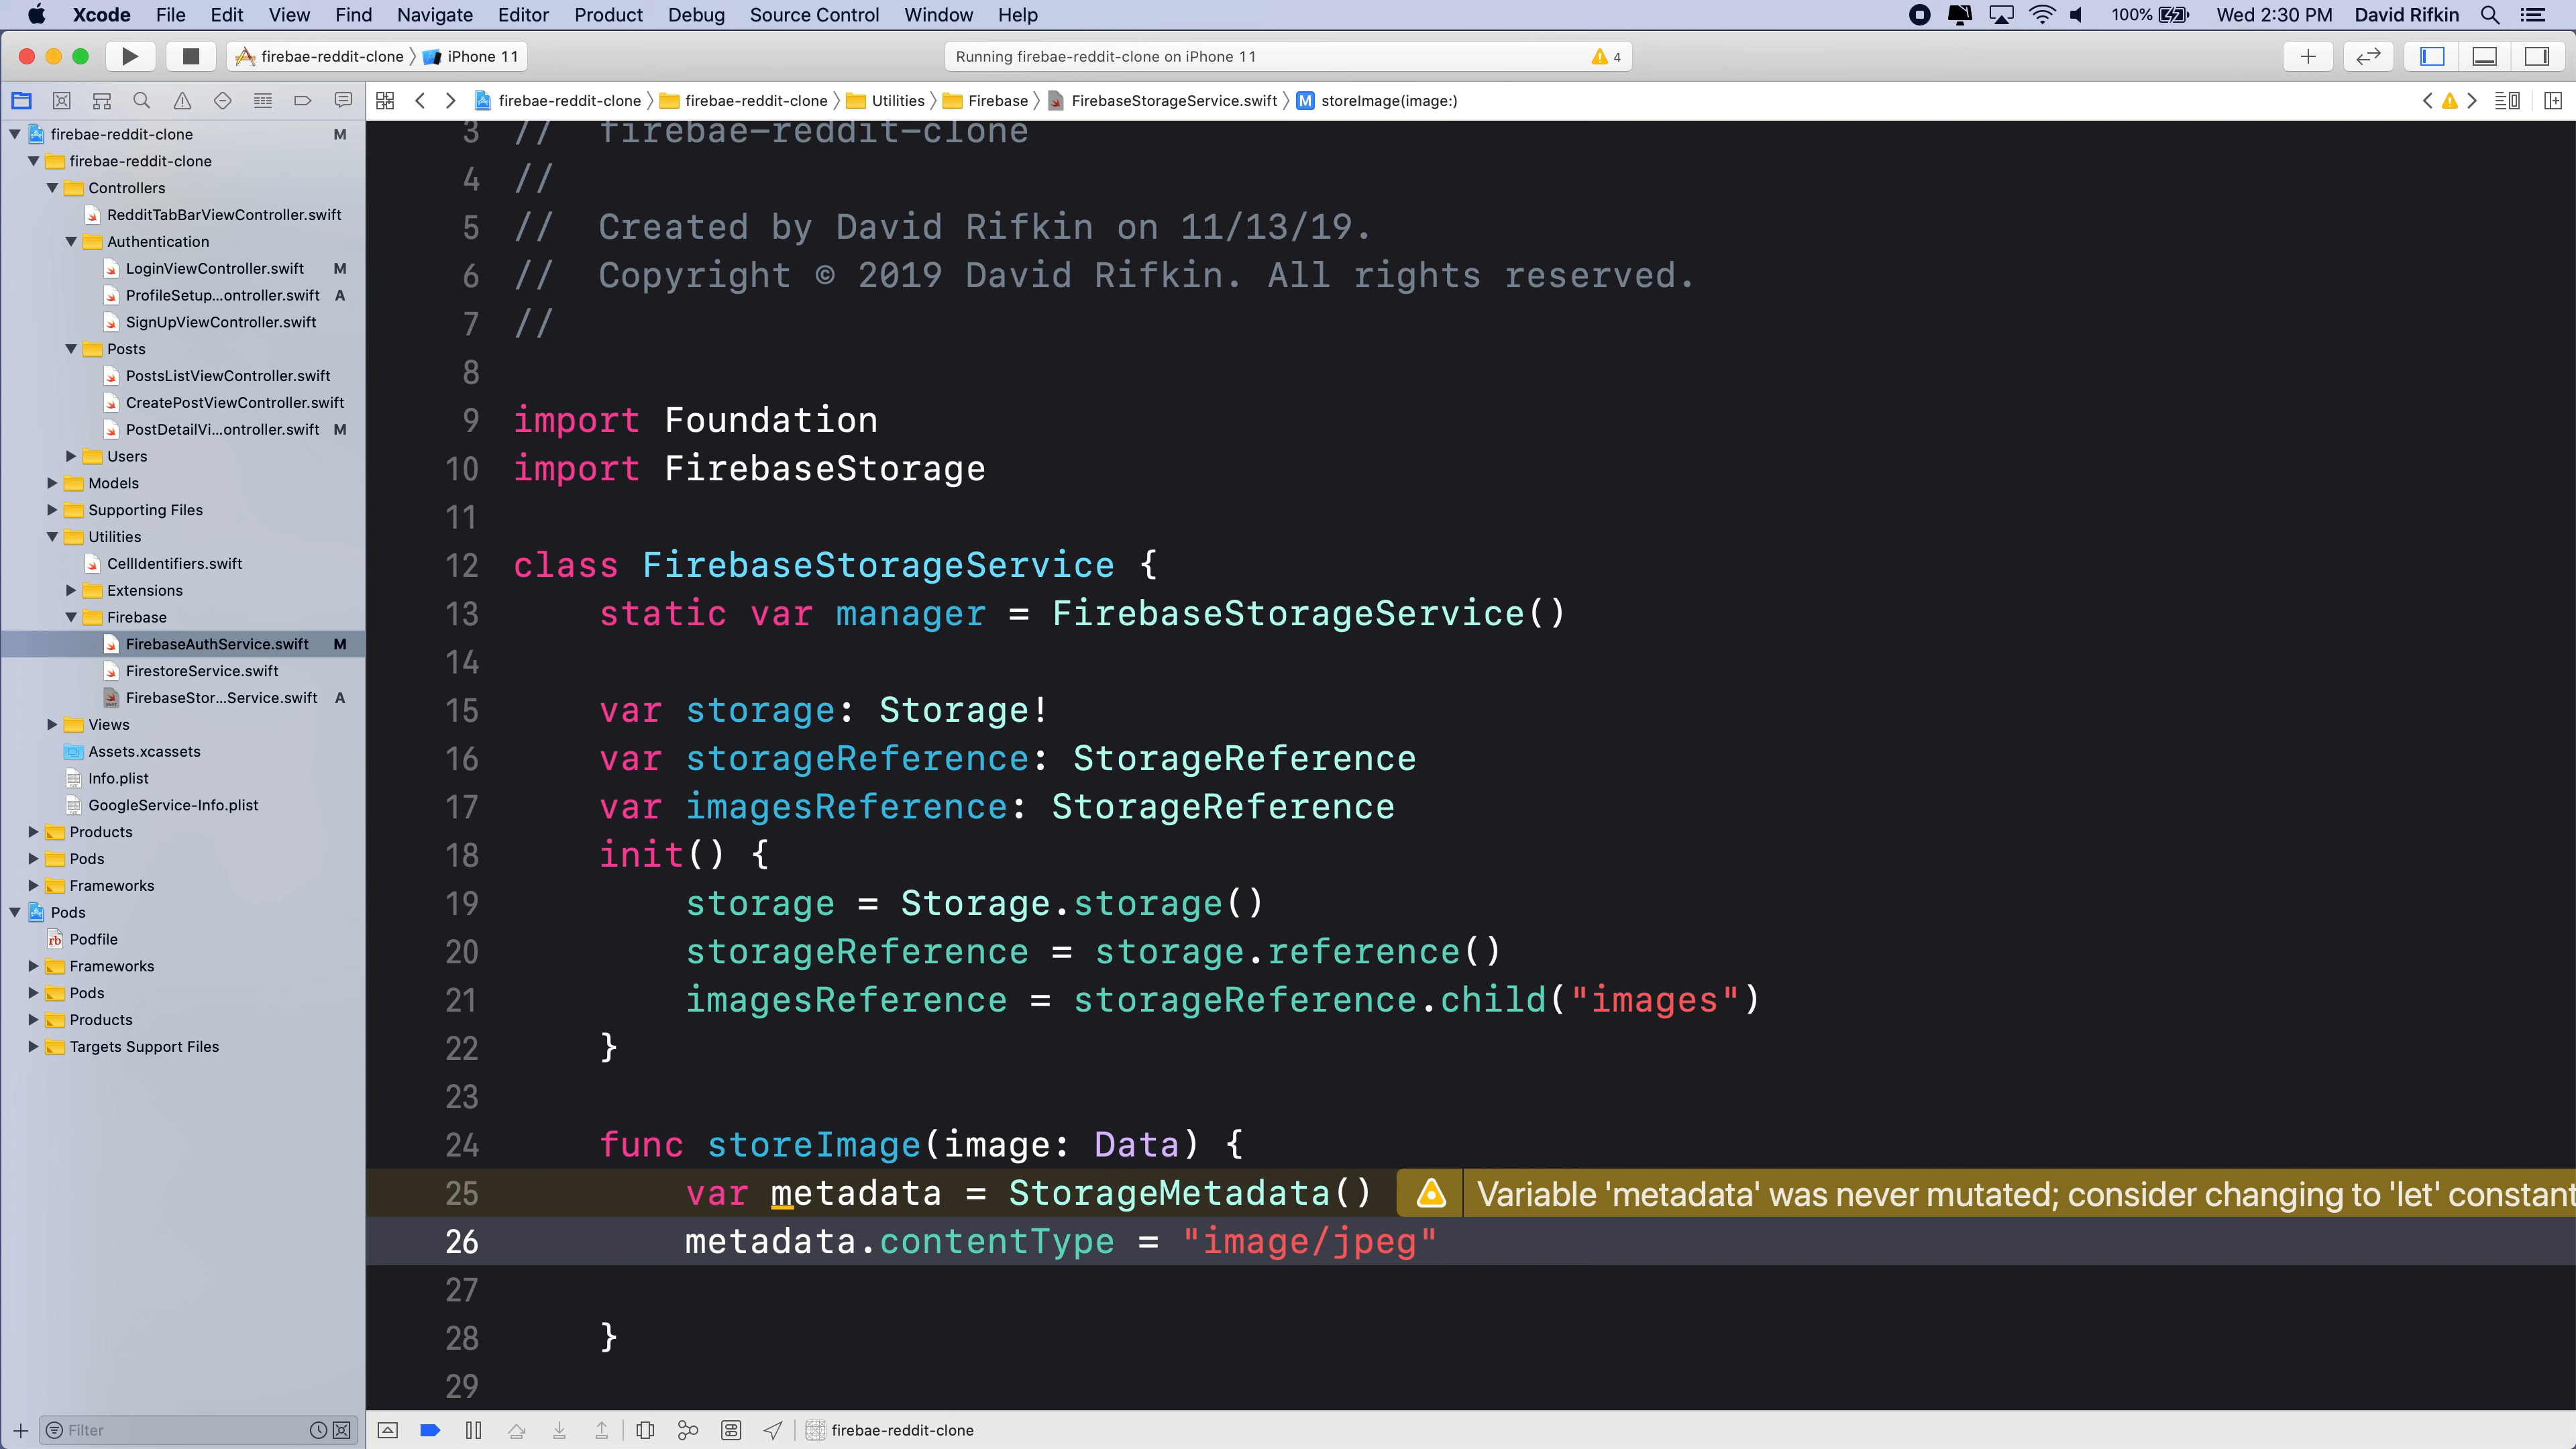 Xcode File Edit View Find Navigate Editor Product Debug Source Control Window Help 100% Wed 2:30 PM David Rifkin
firebae-reddit-clone iPhone 11 Running firebae-reddit-clone on iPhone 11 4
firebae-reddit-clone firebae-reddit-clone Utilities Firebase FirebaseStorageService.swift M storeImage(image:)
firebae-reddit-clone M
firebae-reddit-clone
Controllers
RedditTabBarViewController.swift
Authentication
LoginViewController.swift M
ProfileSetup...ontroller.swift A
SignUpViewController.swift
Posts
PostsListViewController.swift
CreatePostViewController.swift
PostDetailVi...ontroller.swift M
Users
Models
Supporting Files
Utilities
CellIdentifiers.swift
Extensions
Firebase
FirebaseAuthService.swift M
FirestoreService.swift
FirebaseStor...Service.swift A
Views
Assets.xcassets
Info.plist
GoogleService-Info.plist
Products
Pods
Frameworks
Pods
rb Podfile
Frameworks
Pods
Products
Targets Support Files
Filter
3 // firebae-reddit-clone
4 //
5 // Created by David Rifkin on 11/13/19.
6 // Copyright © 2019 David Rifkin. All rights reserved.
7 //
8
9 import Foundation
10 import FirebaseStorage
11
12 class FirebaseStorageService {
13 static var manager = FirebaseStorageService()
14
15 var storage: Storage!
16 var storageReference: StorageReference
17 var imagesReference: StorageReference
18 init() {
19 storage = Storage.storage()
20 storageReference = storage.reference()
21 imagesReference = storageReference.child("images")
22 }
23
24 func storeImage(image: Data) {
25 var metadata = StorageMetadata() Variable 'metadata' was never mutated; consider changing to 'let' constant
26 metadata.contentType = "image/jpeg"
27
28 }
29
firebae-reddit-clone